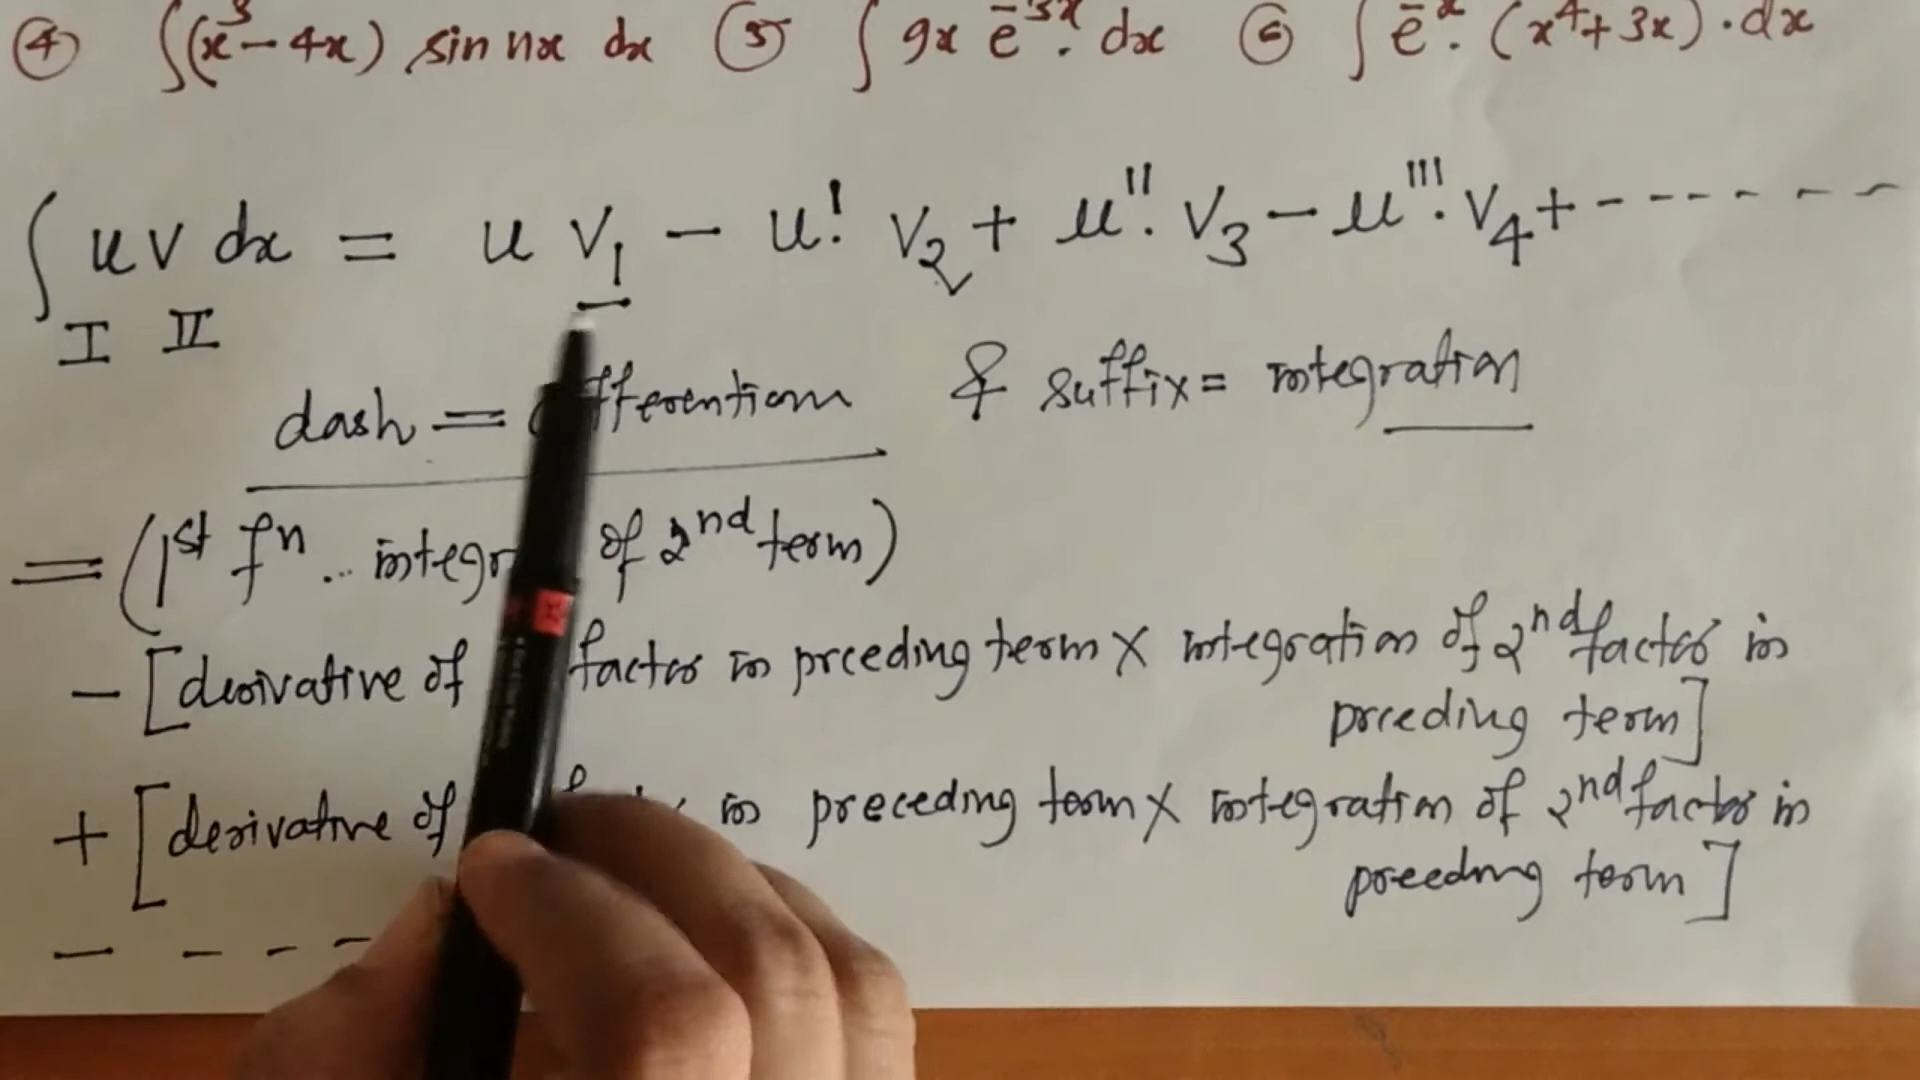 ④ ∫(x³ - 4x) sin nx dx ⑤ ∫ 9x e⁻³ˣ. dx ⑥ ∫ e⁻ˣ. (x⁴ + 3x) . dx
∫ u v dx = u v₁ - u'. v₂ + u''. v₃ - u'''. v₄ + - - - - - -
I II
dash = & suffix = integration
= (1st fⁿ .. of 2nd term)
- [derivative of factor in preceding term X integration of 2nd factor in
preceding term]
+ [derivative of in preceding term X integration of 2nd factor in
preceding term]
- - - -